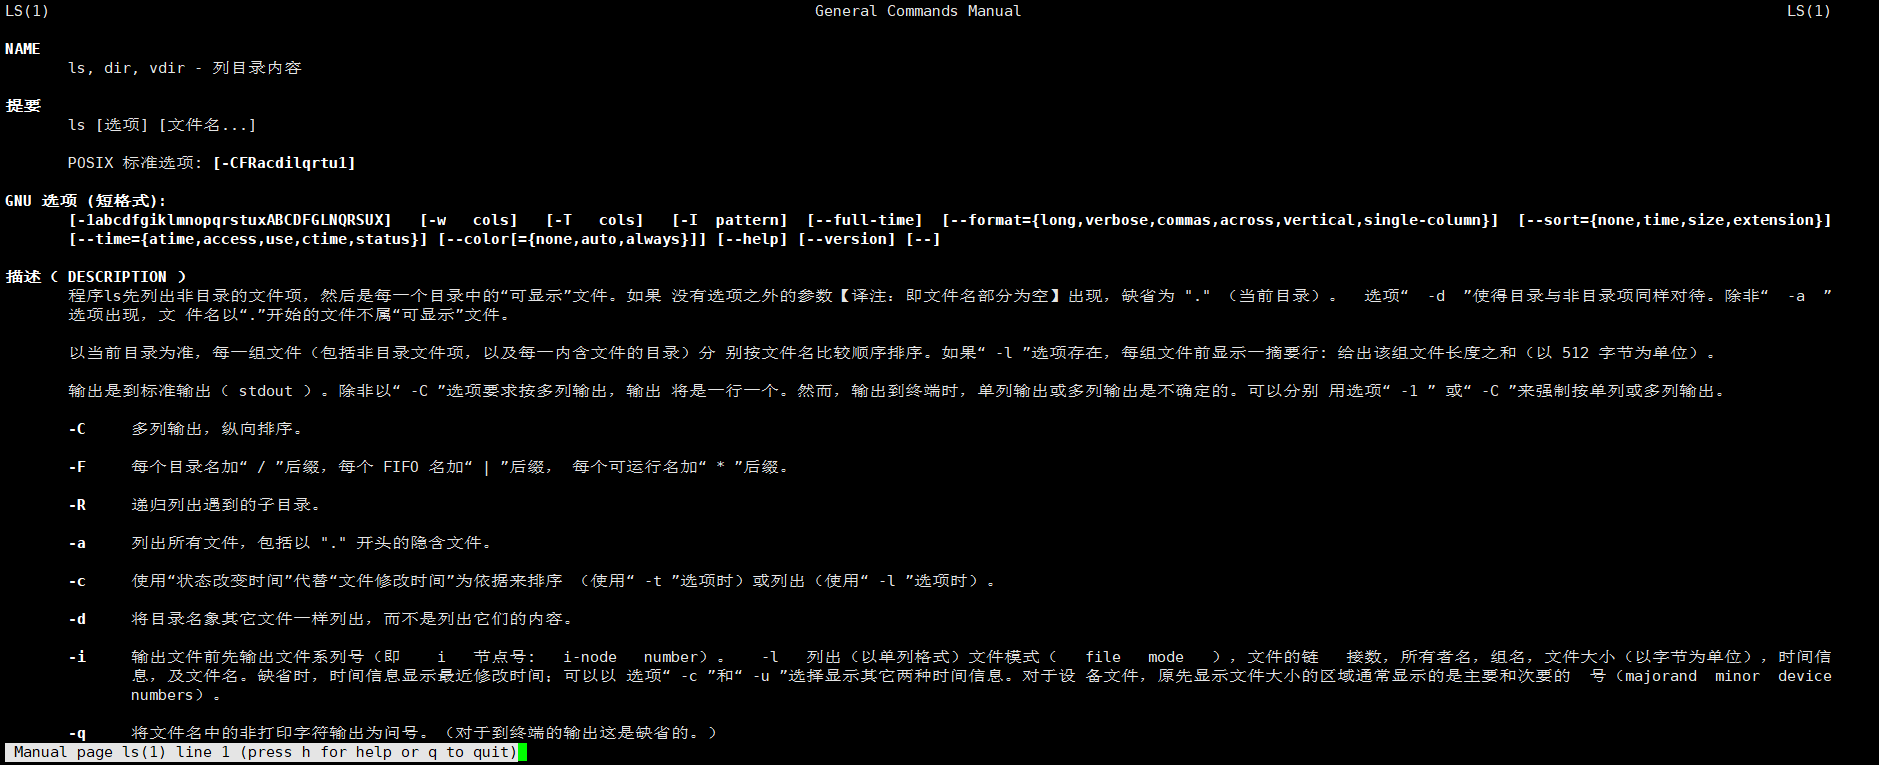 LS(1) General Commands Manual LS(1)
NAME
ls, dir, vdir - 列目录内容
提要
ls [选项] [文件名...]
POSIX 标准选项: [-CFRacdilqrtu1]
GNU 选项 (短格式):
[-1abcdfgiklmnopqrstuxABCDFGLNQRSUX] [-w cols] [-T cols] [-I pattern] [--full-time] [--format={long,verbose,commas,across,vertical,single-column}] [--sort={none,time,size,extension}]
[--time={atime,access,use,ctime,status}] [--color[={none,auto,always}]] [--help] [--version] [--]
描述（ DESCRIPTION ）
程序ls先列出非目录的文件项，然后是每一个目录中的“可显示”文件。如果 没有选项之外的参数【译注：即文件名部分为空】出现，缺省为 "." （当前目录）。 选项“ -d ”使得目录与非目录项同样对待。除非“ -a ”
选项出现，文 件名以“.”开始的文件不属“可显示”文件。
以当前目录为准，每一组文件（包括非目录文件项，以及每一内含文件的目录）分 别按文件名比较顺序排序。如果“ -l ”选项存在，每组文件前显示一摘要行: 给出该组文件长度之和（以 512 字节为单位）。
输出是到标准输出（ stdout ）。除非以“ -C ”选项要求按多列输出，输出 将是一行一个。然而，输出到终端时，单列输出或多列输出是不确定的。可以分别 用选项“ -1 ” 或“ -C ”来强制按单列或多列输出。
-C 多列输出，纵向排序。
-F 每个目录名加“ / ”后缀，每个 FIFO 名加“ | ”后缀， 每个可运行名加“ * ”后缀。
-R 递归列出遇到的子目录。
-a 列出所有文件，包括以 "." 开头的隐含文件。
-c 使用“状态改变时间”代替“文件修改时间”为依据来排序 （使用“ -t ”选项时）或列出（使用“ -l ”选项时）。
-d 将目录名象其它文件一样列出，而不是列出它们的内容。
-i 输出文件前先输出文件系列号（即 i 节点号: i-node number）。 -l 列出（以单列格式）文件模式（ file mode ），文件的链 接数，所有者名，组名，文件大小（以字节为单位），时间信
息，及文件名。缺省时，时间信息显示最近修改时间；可以以 选项“ -c ”和“ -u ”选择显示其它两种时间信息。对于设 备文件，原先显示文件大小的区域通常显示的是主要和次要的 号（majorand minor device
numbers）。
-q 将文件名中的非打印字符输出为问号。（对于到终端的输出这是缺省的。）
Manual page ls(1) line 1 (press h for help or q to quit)